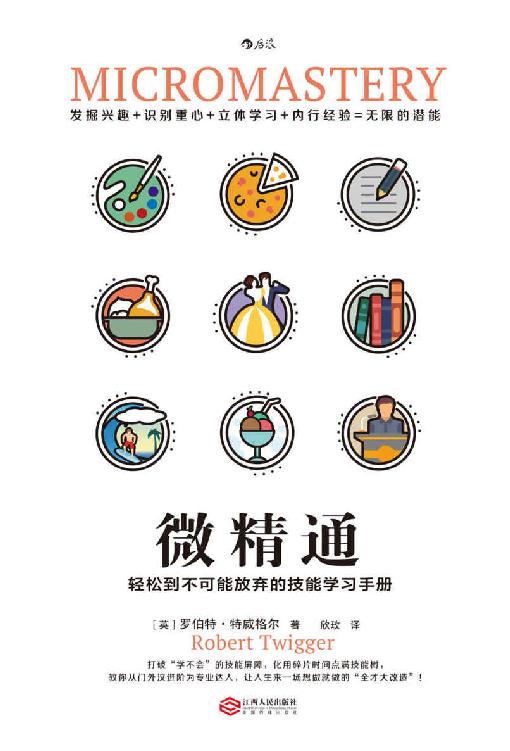 后浪
MICROMASTERY
发掘兴趣+识别重心+立体学习+内行经验=无限的潜能
微精通
轻松到不可能放弃的技能学习手册
[英] 罗伯特·特威格尔 著 欣玫 译
Robert Twigger
打破“学不会”的技能屏障，化用碎片时间点满技能树，
教你从门外汉进阶为专业达人，让人生来一场想做就做的“全才大改造”！
江西人民出版社